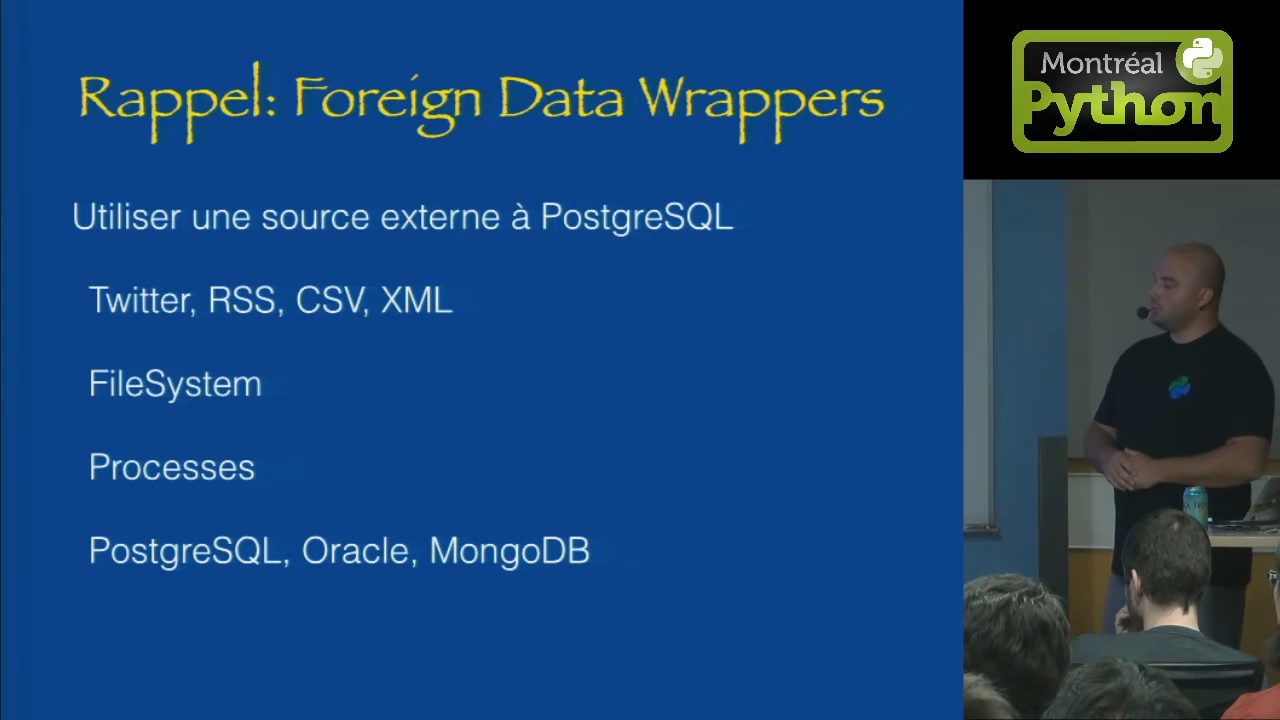 Rappel: Foreign Data Wrappers
Utiliser une source externe à PostgreSQL
Twitter, RSS, CSV, XML
FileSystem
Processes
PostgreSQL, Oracle, MongoDB
Montréal
Python